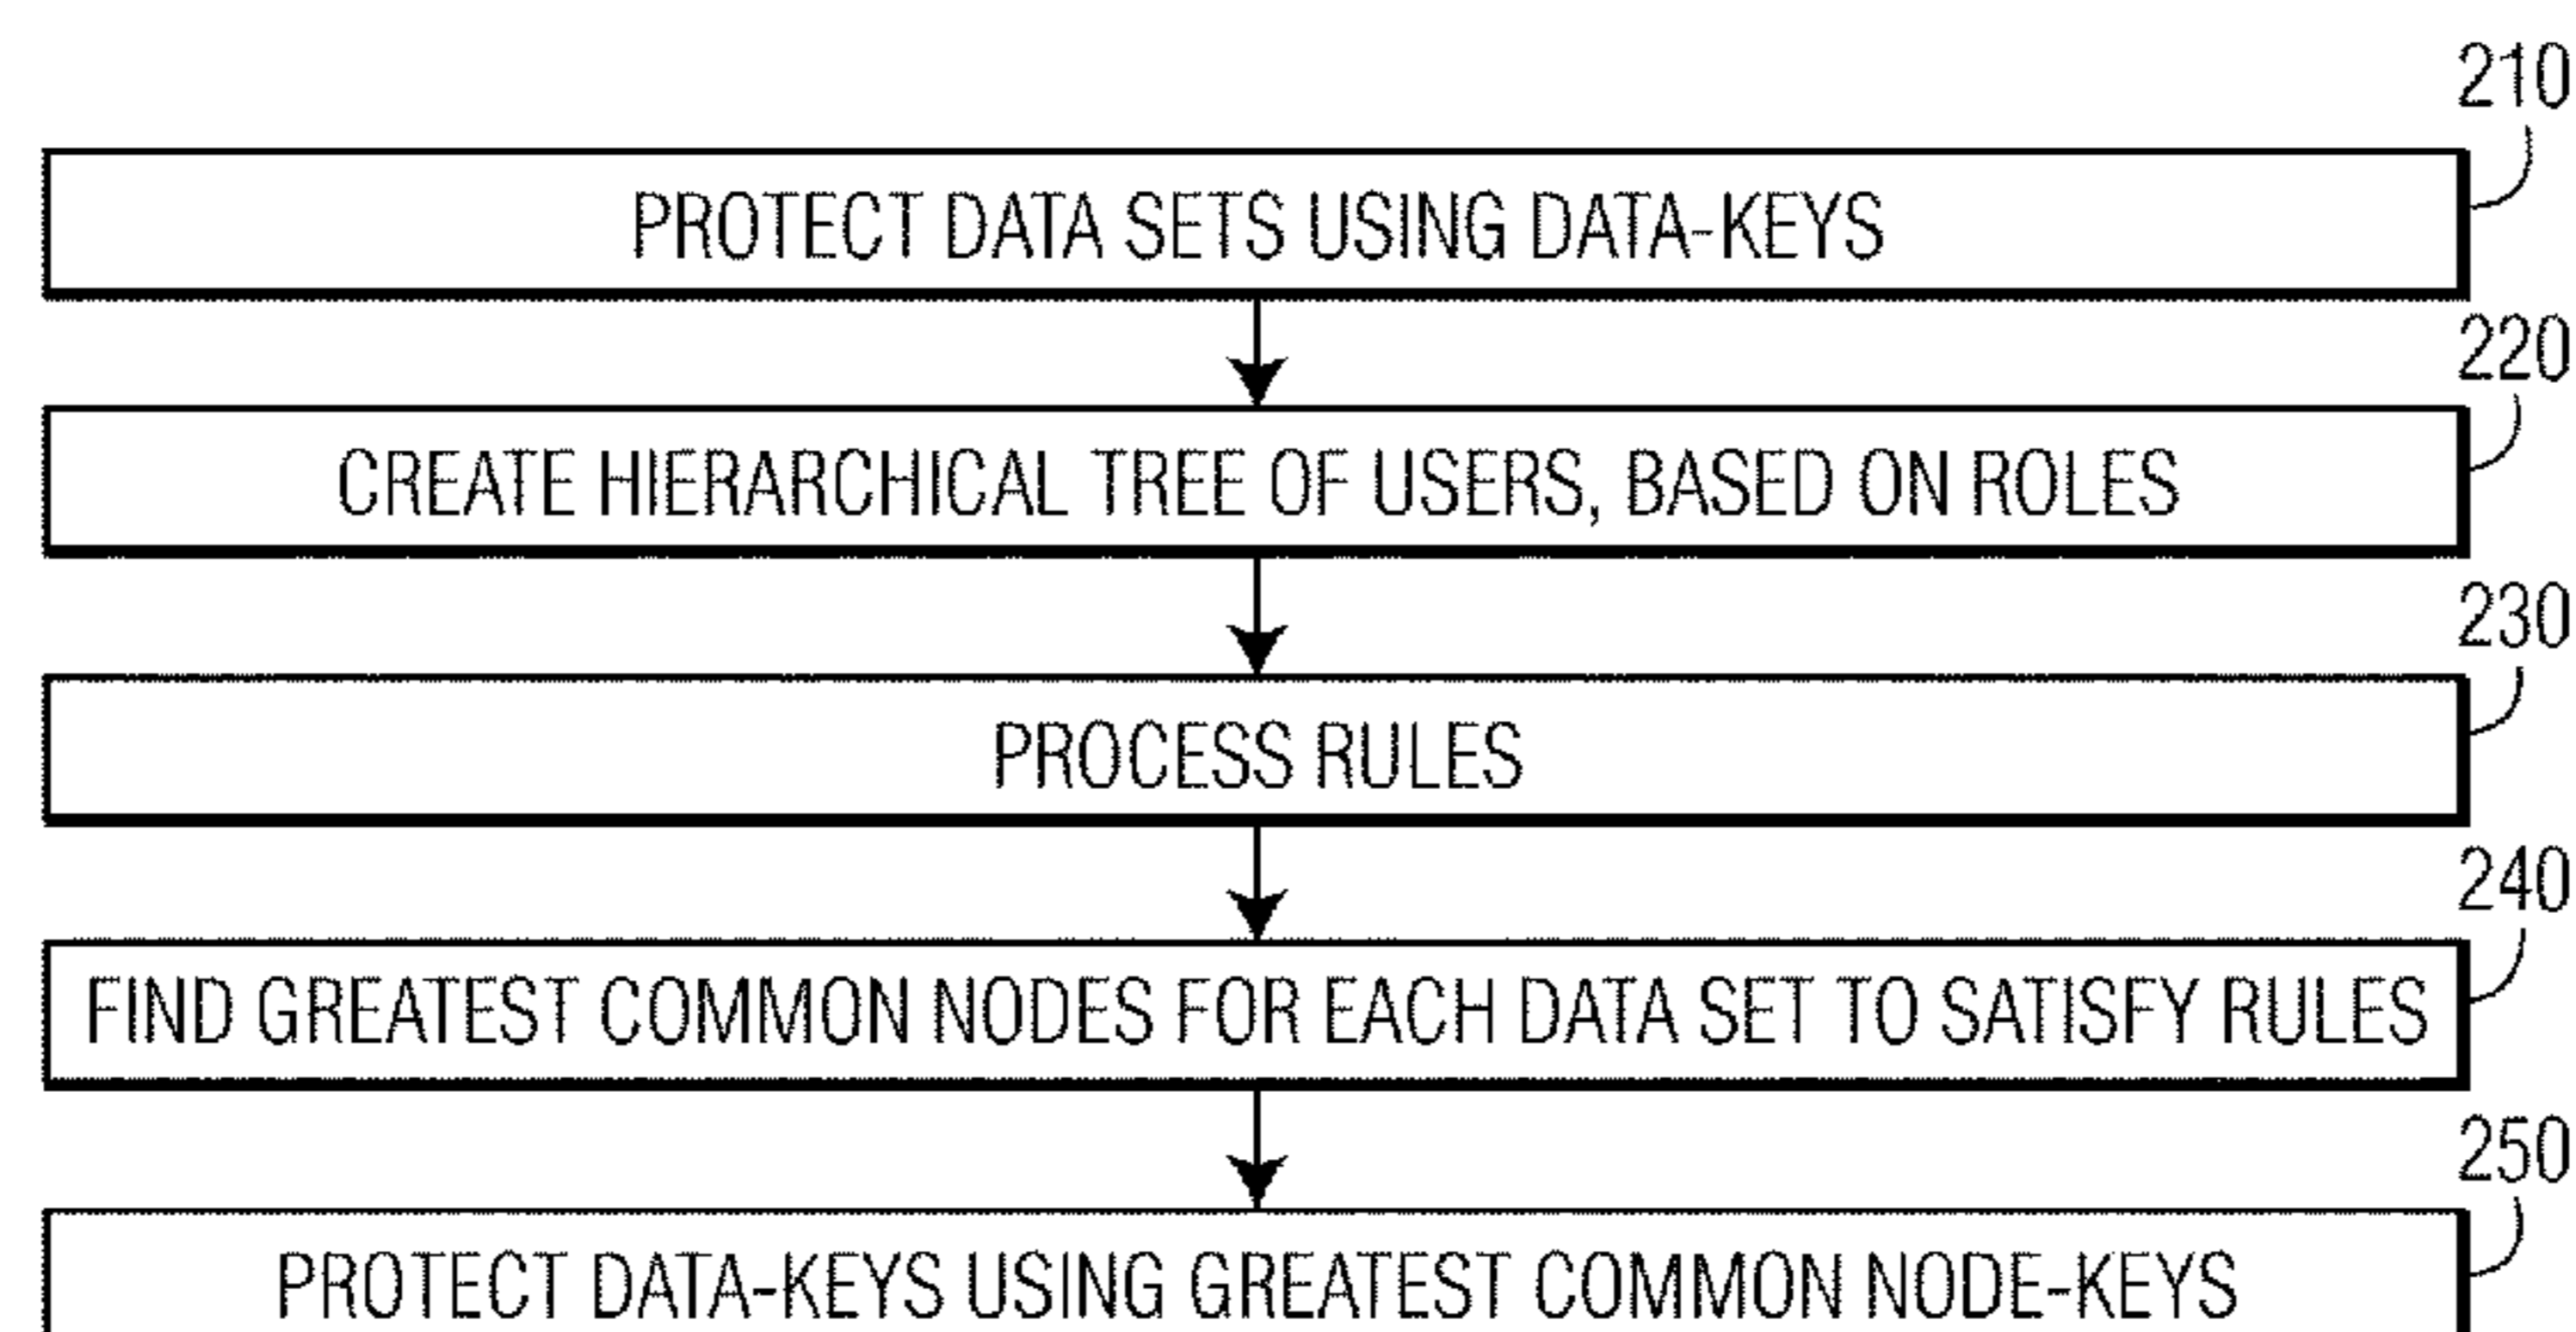 210
PROTECT DATA SETS USING DATA-KEYS
220
CREATE HIERARCHICAL TREE OF USERS, BASED ON ROLES
230
PROCESS RULES
240
FIND GREATEST COMMON NODES FOR EACH DATA SET TO SATISFY RULES
250
PROTECT DATA-KEYS USING GREATEST COMMON NODE-KEYS